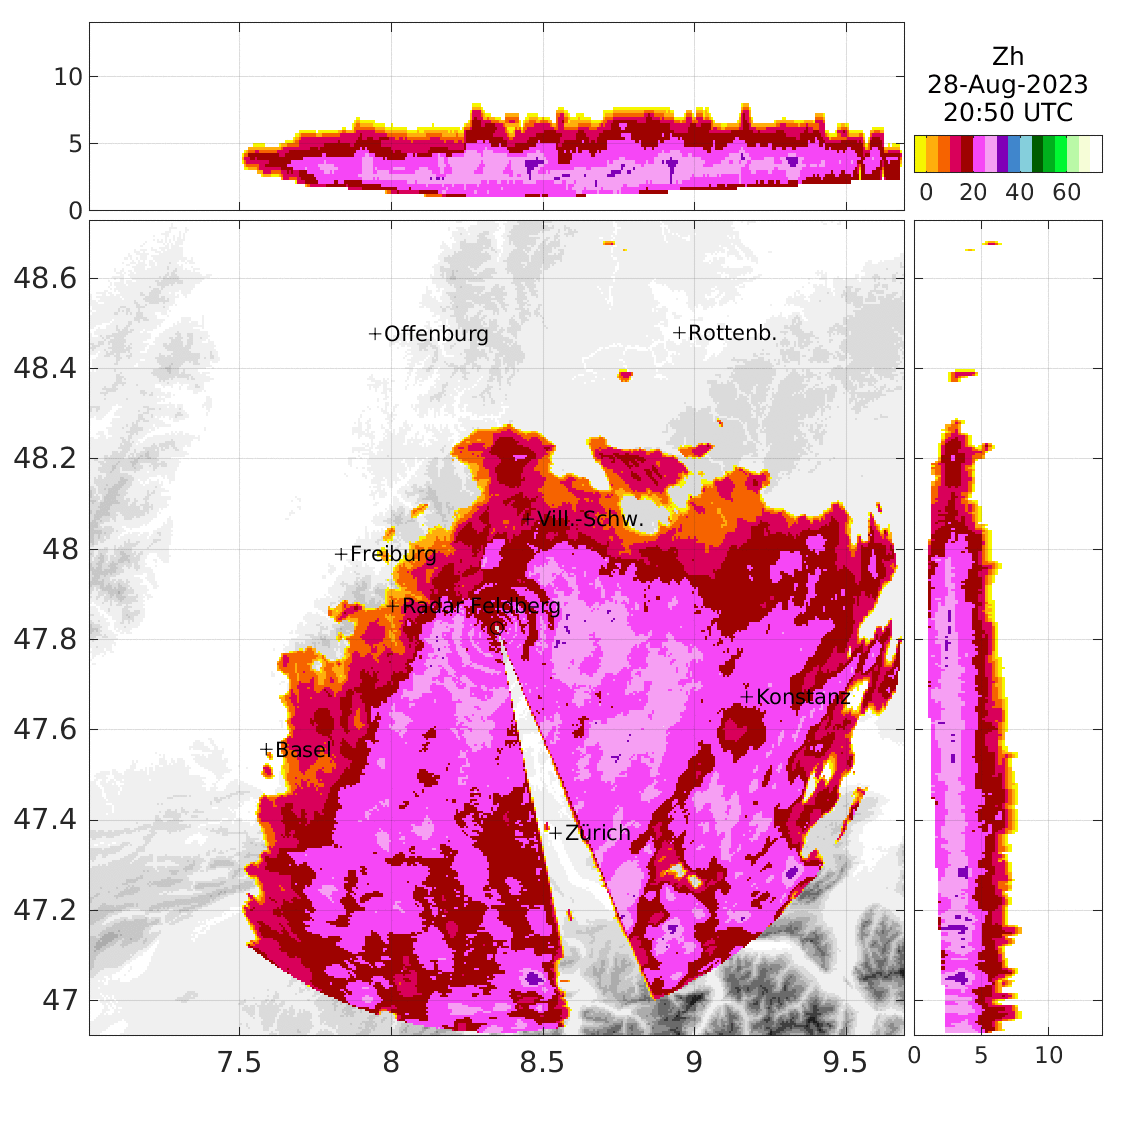 10
5
0
Zh
28-Aug-2023
20:50 UTC
0 20 40 60
48.6
48.4
48.2
48
47.8
47.6
47.4
47.2
47
Offenburg
Rottenb.
Vill.-Schw.
Freiburg
Radar Feldberg
Konstanz
Basel
Zürich
7.5 8 8.5 9 9.5
0 5 10